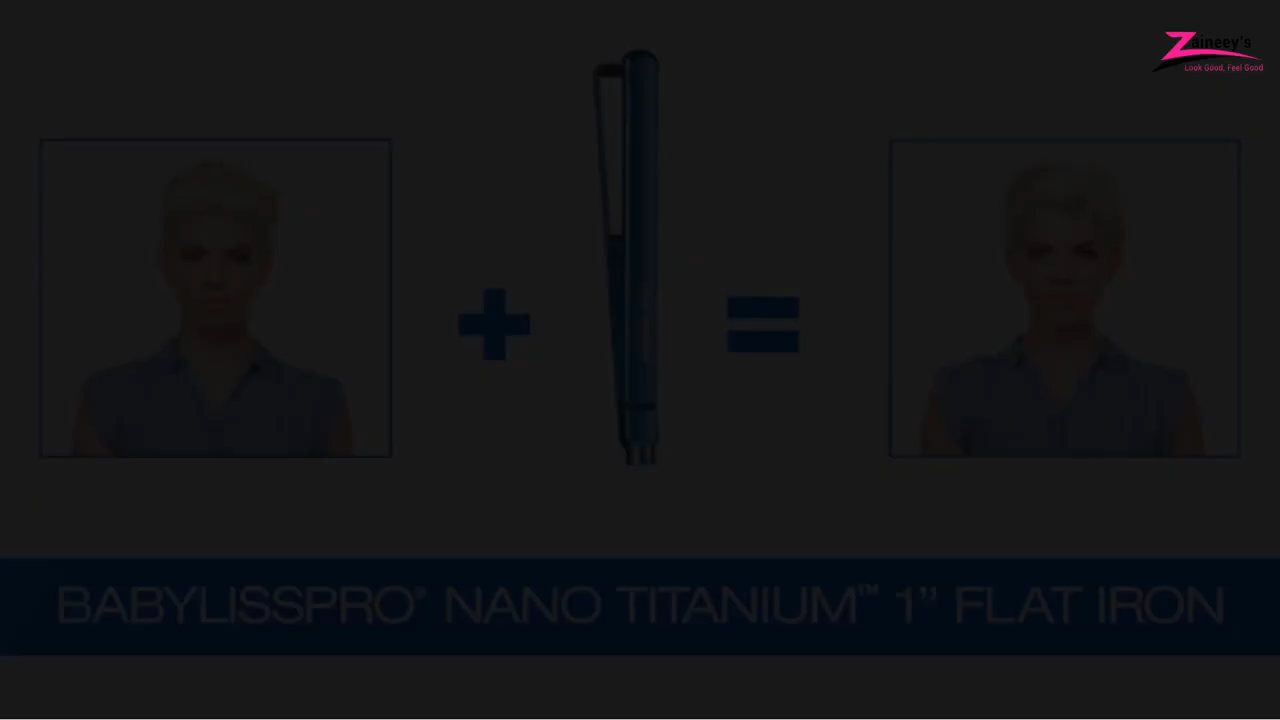 Zaineey's
Look Good, Feel Good
BABYLISSPRO® NANO TITANIUM™ 1" FLAT IRON